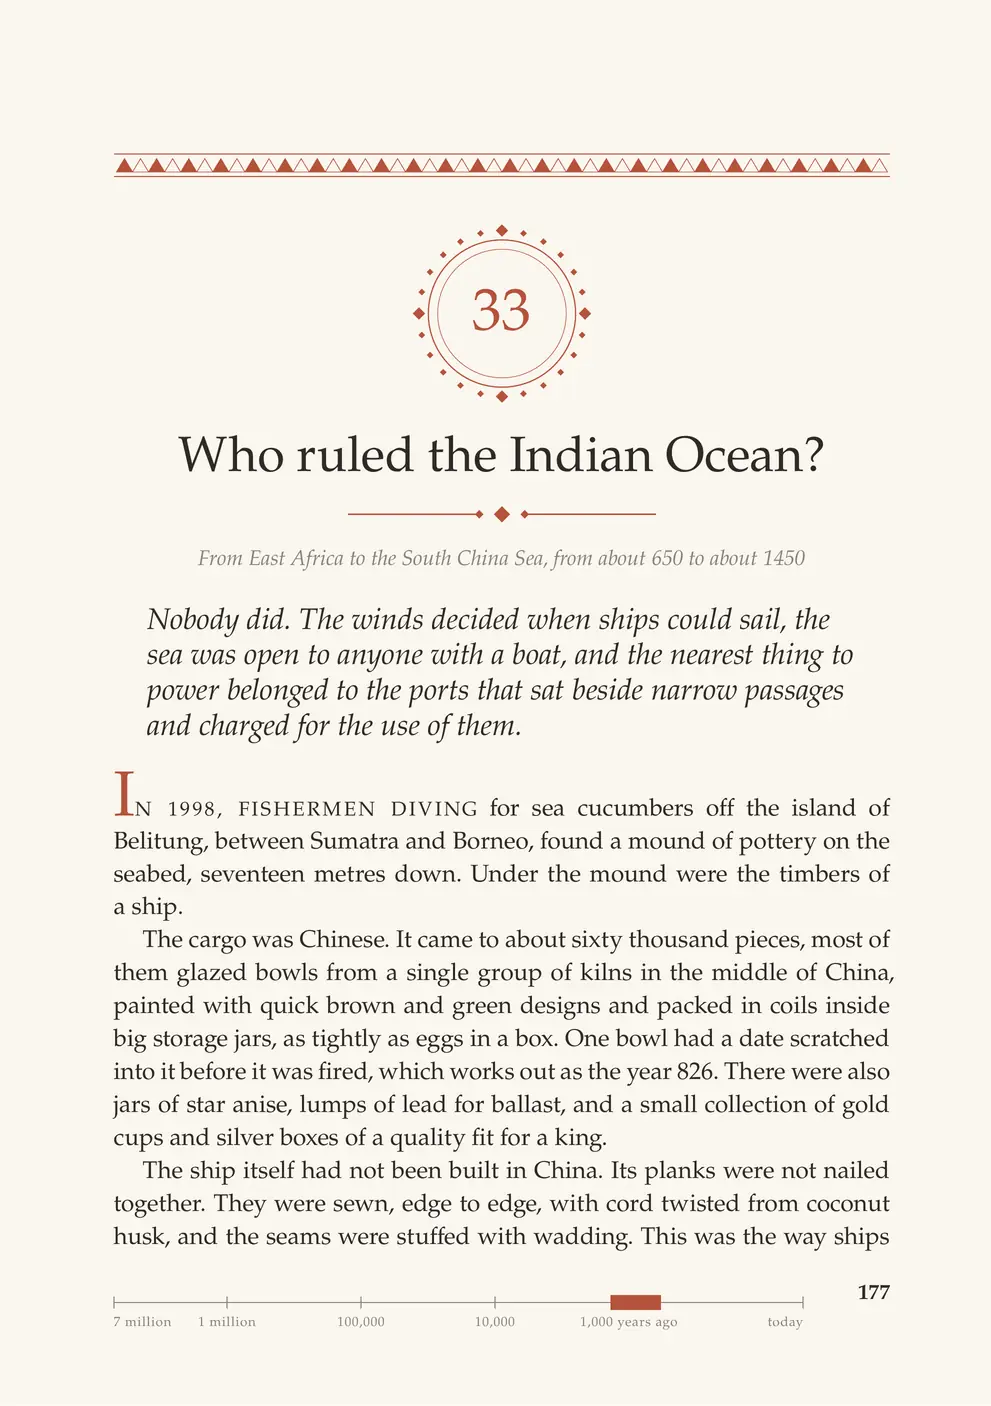 33
Who ruled the Indian Ocean?
From East Africa to the South China Sea, from about 650 to about 1450
Nobody did. The winds decided when ships could sail, the
sea was open to anyone with a boat, and the nearest thing to
power belonged to the ports that sat beside narrow passages
and charged for the use of them.
IN 1998, FISHERMEN DIVING for sea cucumbers off the island of
Belitung, between Sumatra and Borneo, found a mound of pottery on the
seabed, seventeen metres down. Under the mound were the timbers of
a ship.
The cargo was Chinese. It came to about sixty thousand pieces, most of
them glazed bowls from a single group of kilns in the middle of China,
painted with quick brown and green designs and packed in coils inside
big storage jars, as tightly as eggs in a box. One bowl had a date scratched
into it before it was fired, which works out as the year 826. There were also
jars of star anise, lumps of lead for ballast, and a small collection of gold
cups and silver boxes of a quality fit for a king.
The ship itself had not been built in China. Its planks were not nailed
together. They were sewn, edge to edge, with cord twisted from coconut
husk, and the seams were stuffed with wadding. This was the way ships
177
7 million 1 million 100,000 10,000 1,000 years ago today